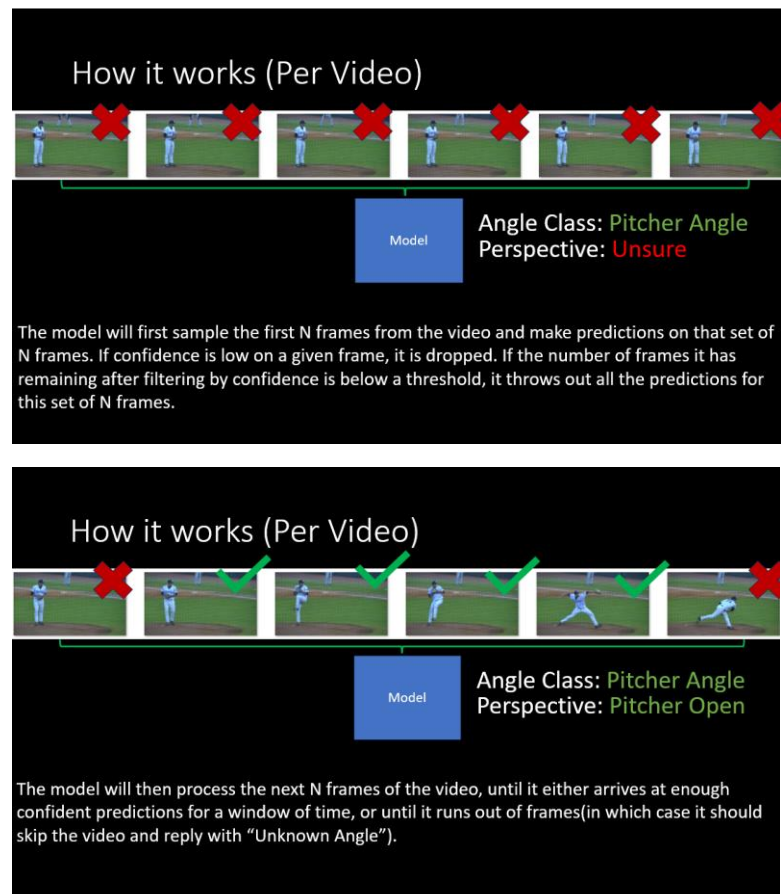 How it works (Per Video)
Model
Angle Class: Pitcher Angle
Perspective: Unsure
The model will first sample the first N frames from the video and make predictions on that set of
N frames. If confidence is low on a given frame, it is dropped. If the number of frames it has
remaining after filtering by confidence is below a threshold, it throws out all the predictions for
this set of N frames.
How it works (Per Video)
Model
Angle Class: Pitcher Angle
Perspective: Pitcher Open
The model will then process the next N frames of the video, until it either arrives at enough
confident predictions for a window of time, or until it runs out of frames(in which case it should
skip the video and reply with “Unknown Angle”).